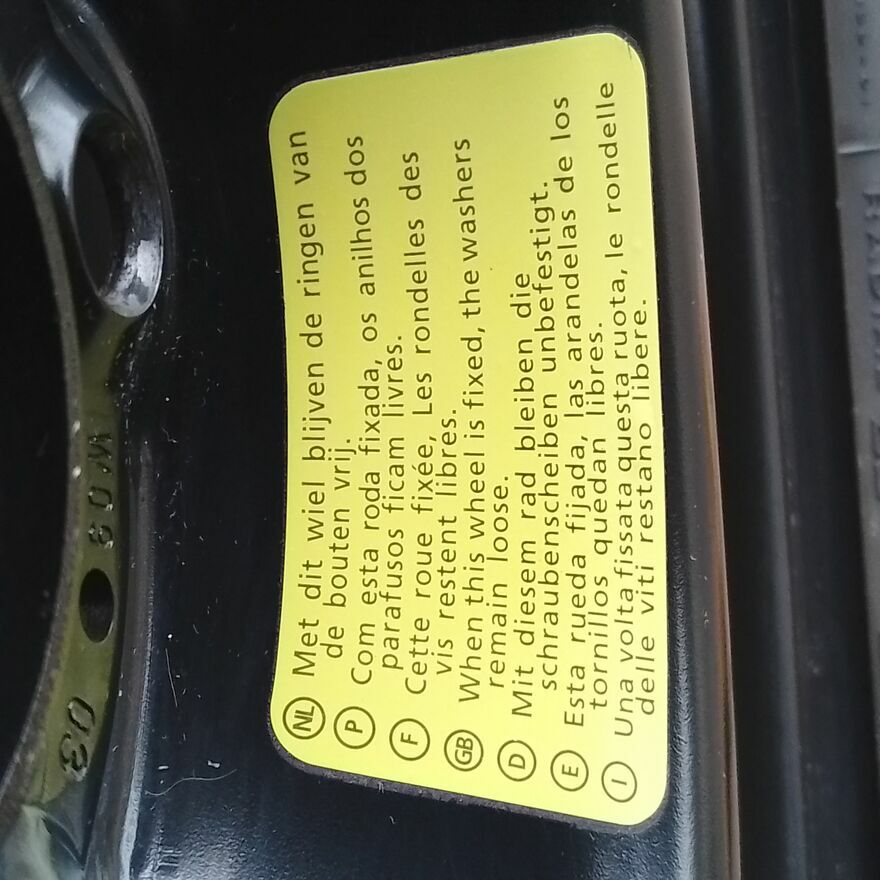 NL Met dit wiel blijven de ringen van
de bouten vrij.
P Com esta roda fixada, os anilhos dos
parafusos ficam livres.
F Cette roue fixée, Les rondelles des
vis restent libres.
GB When this wheel is fixed, the washers
remain loose.
D Mit diesem rad bleiben die
schraubenscheiben unbefestigt.
E Esta rueda fijada, las arandelas de los
tornillos quedan libres.
I Una volta fissata questa ruota, le rondelle
delle viti restano libere.
03